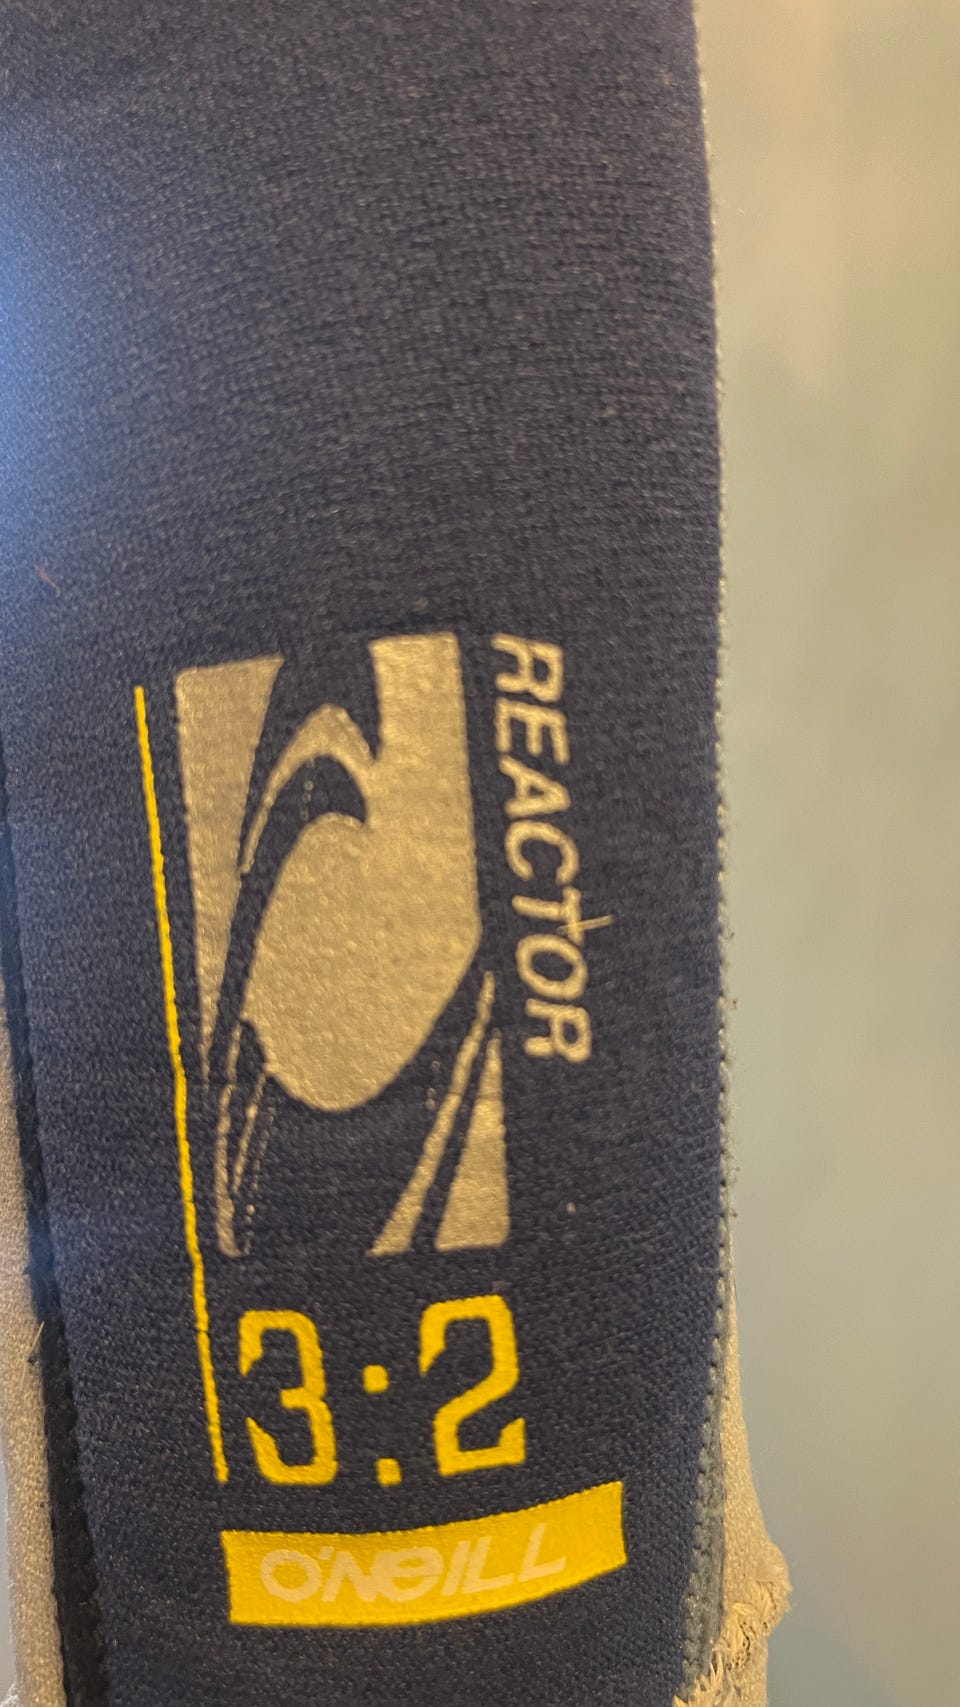 REACTOR
3:2
O'NEILL